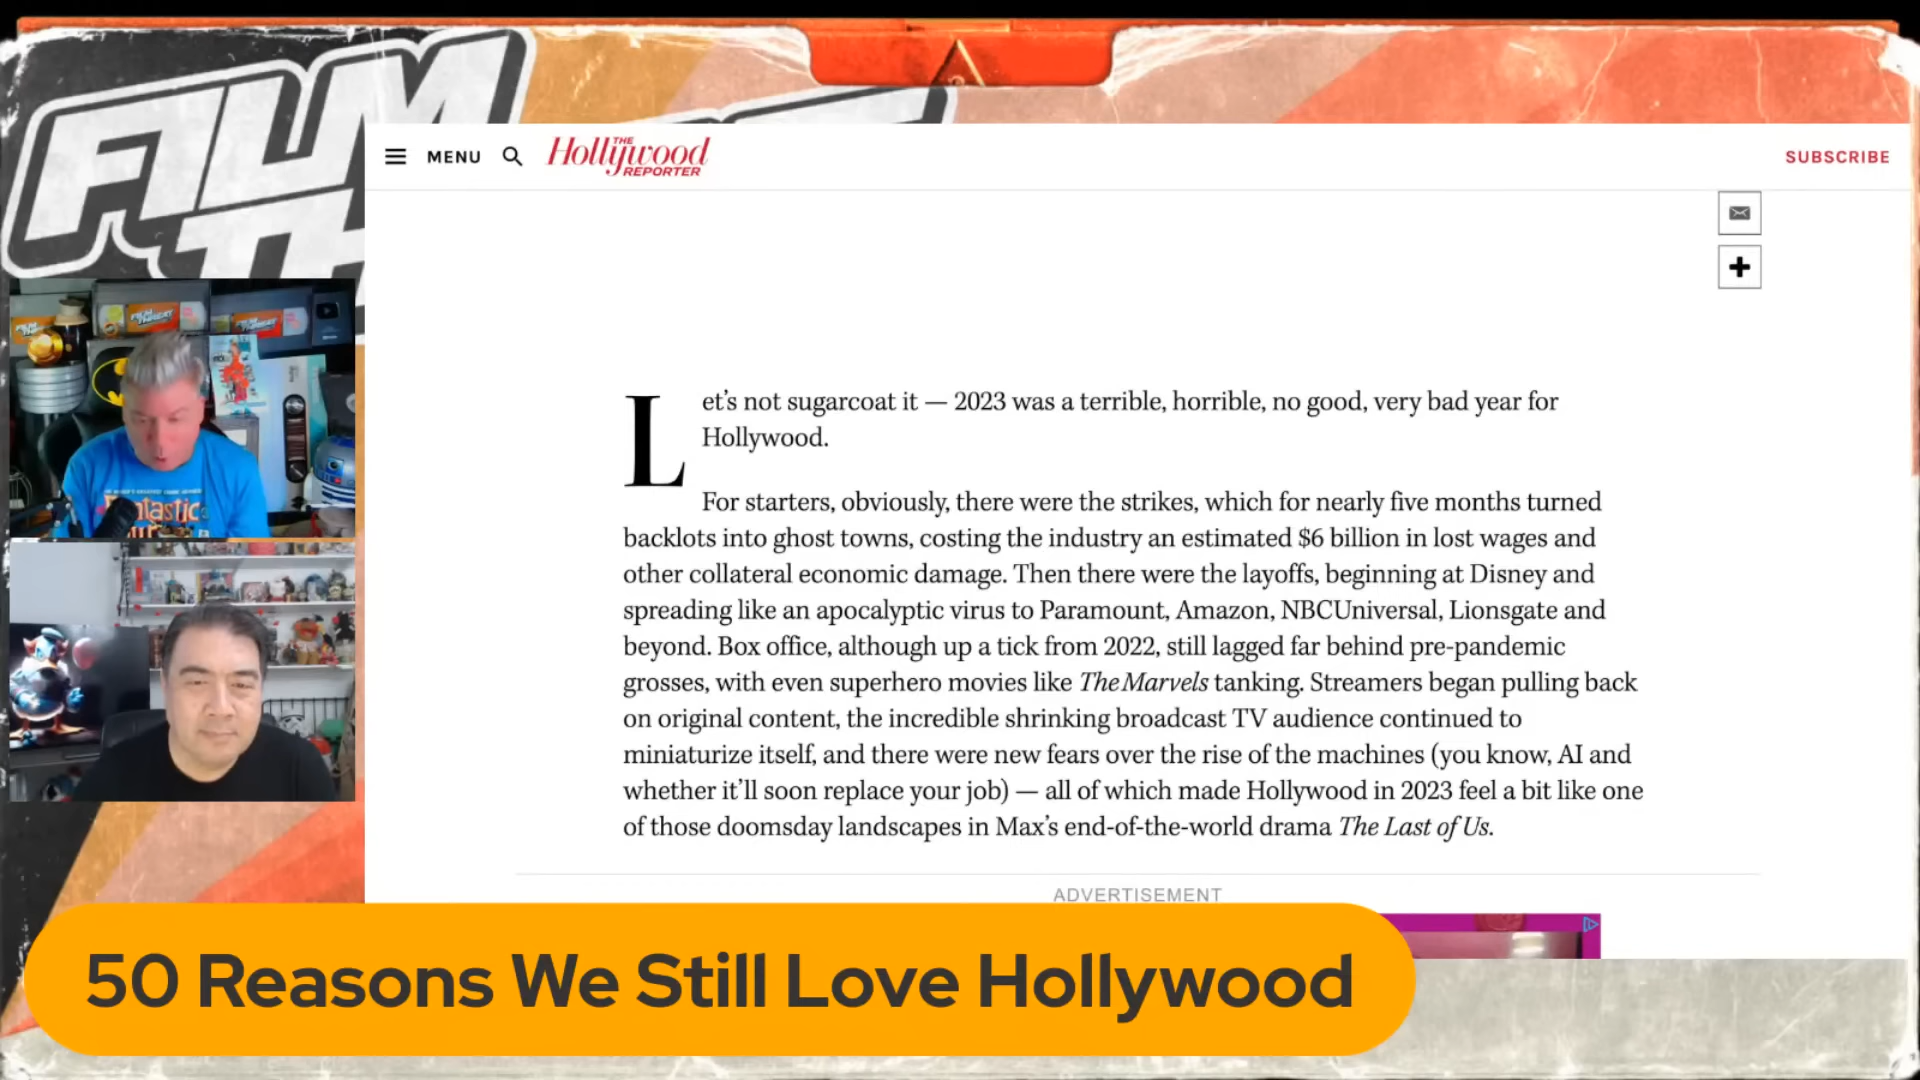 FILM
MENU
THE
Hollywood
REPORTER
SUBSCRIBE
Let’s not sugarcoat it — 2023 was a terrible, horrible, no good, very bad year for
Hollywood.
For starters, obviously, there were the strikes, which for nearly five months turned
backlots into ghost towns, costing the industry an estimated $6 billion in lost wages and
other collateral economic damage. Then there were the layoffs, beginning at Disney and
spreading like an apocalyptic virus to Paramount, Amazon, NBCUniversal, Lionsgate and
beyond. Box office, although up a tick from 2022, still lagged far behind pre-pandemic
grosses, with even superhero movies like The Marvels tanking. Streamers began pulling back
on original content, the incredible shrinking broadcast TV audience continued to
miniaturize itself, and there were new fears over the rise of the machines (you know, AI and
whether it’ll soon replace your job) — all of which made Hollywood in 2023 feel a bit like one
of those doomsday landscapes in Max’s end-of-the-world drama The Last of Us.
ADVERTISEMENT
50 Reasons We Still Love Hollywood